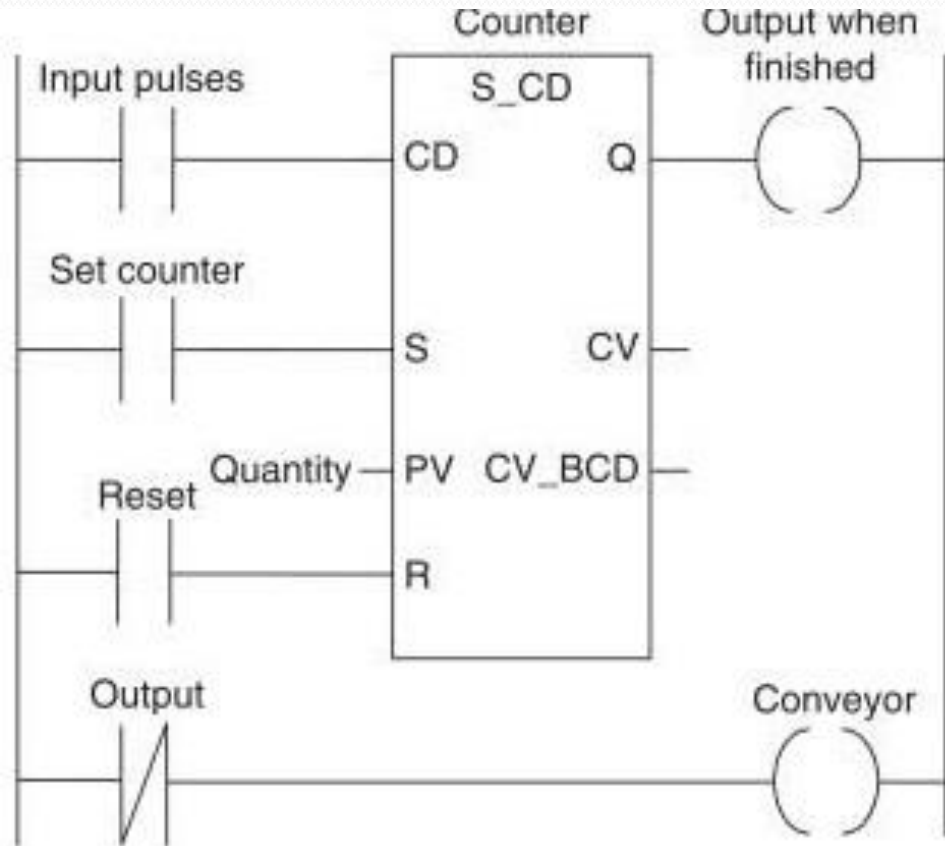 Counter
Output when
finished
Input pulses
S_CD
CD
Q
Set counter
S
CV
Quantity
PV
CV_BCD
Reset
R
Output
Conveyor